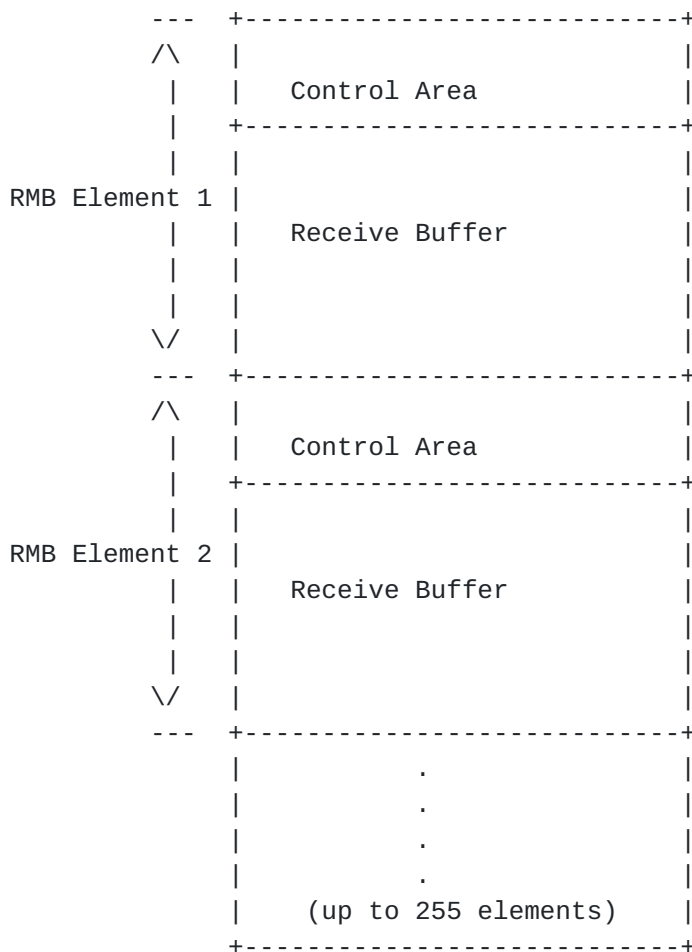 Control Area
RMB Element 1
Receive Buffer
Control Area
RMB Element 2
Receive Buffer
.
.
.
.
(up to 255 elements)